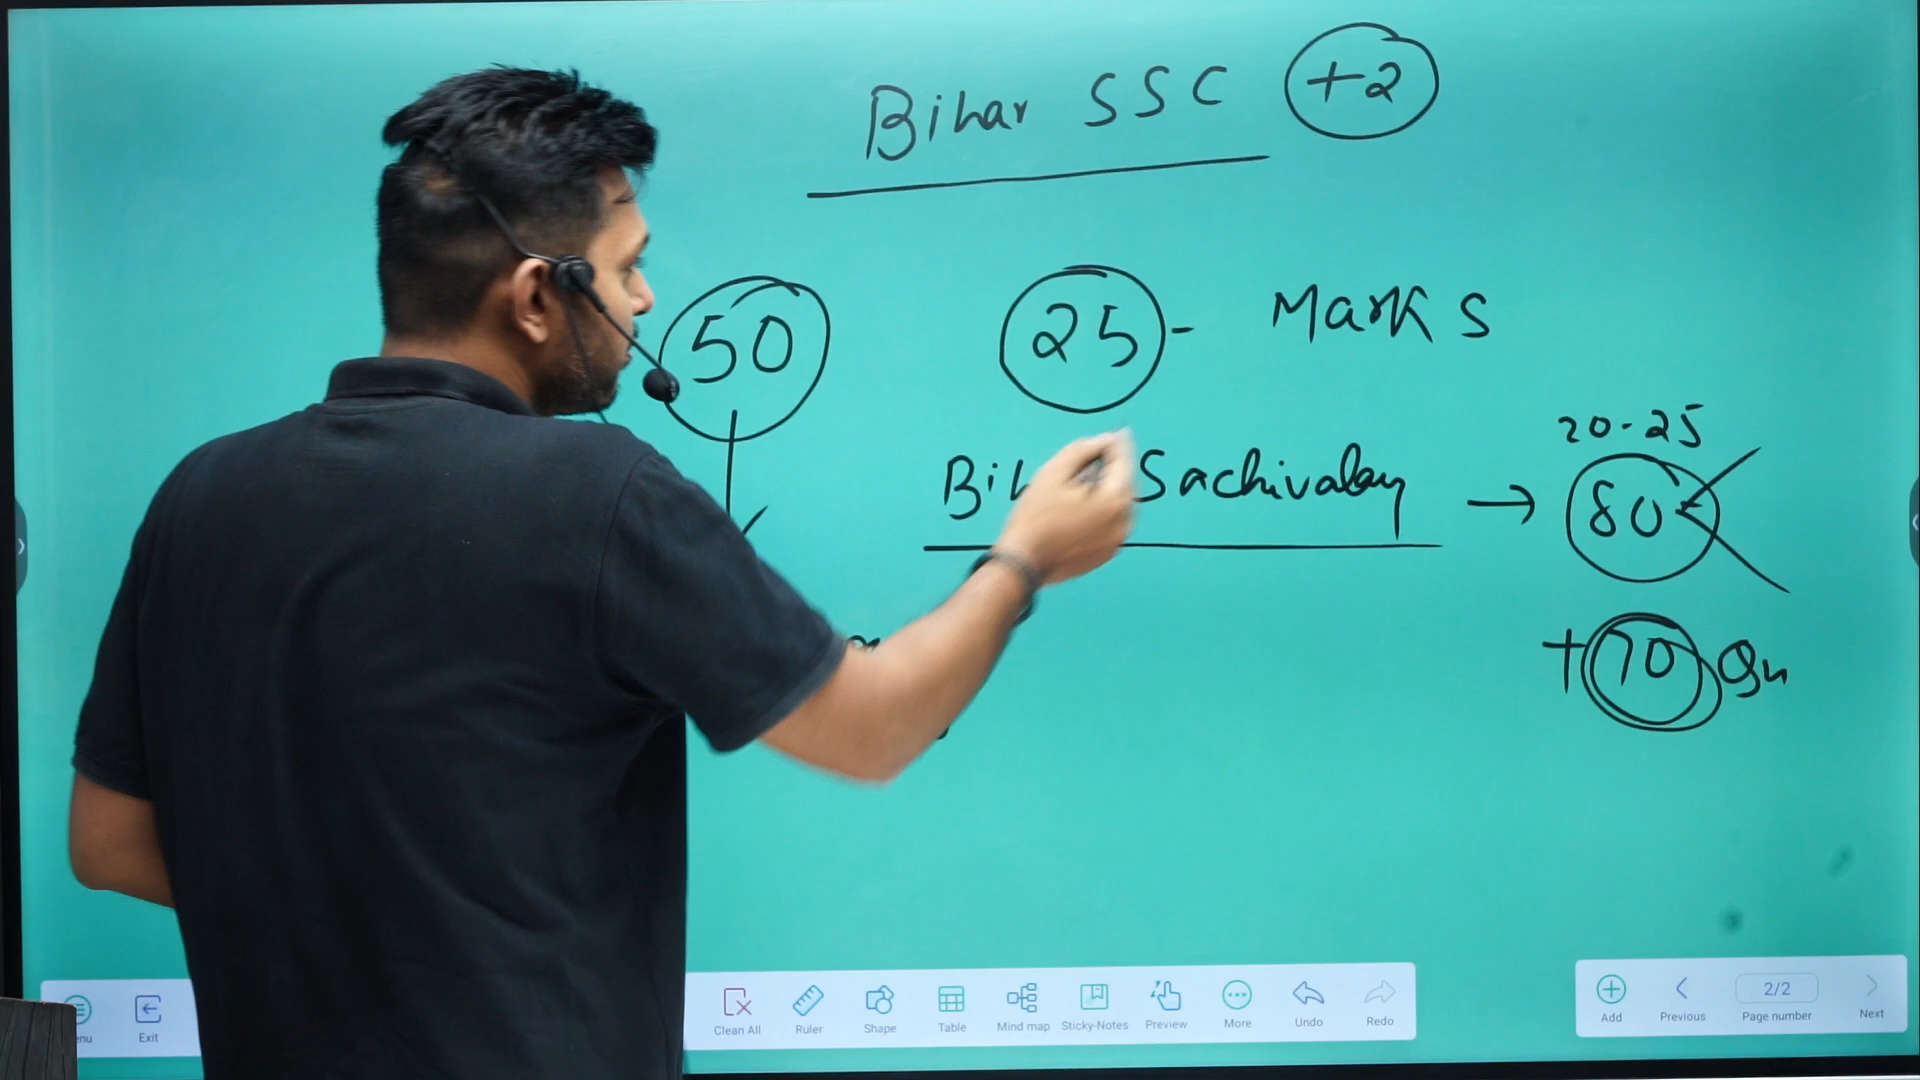 Bihar SSC +2
50 25 - Marks
20-25
Sachivalay → 80
+70 Qn
Clean All Ruler Shape Table Mind map Sticky-Notes Preview More Undo Redo
Exit
Add Previous 2/2 Page number Next